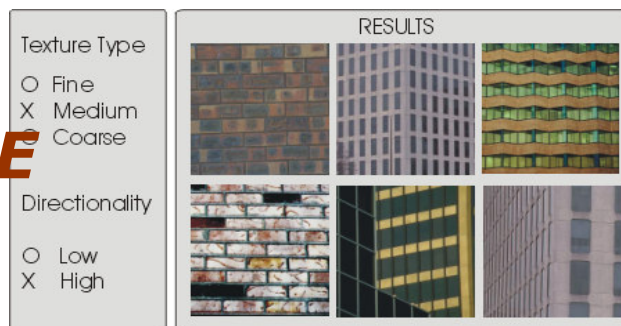 Texture Type
O Fine
X Medium
O Coarse
E
Directionality
O Low
X High
RESULTS